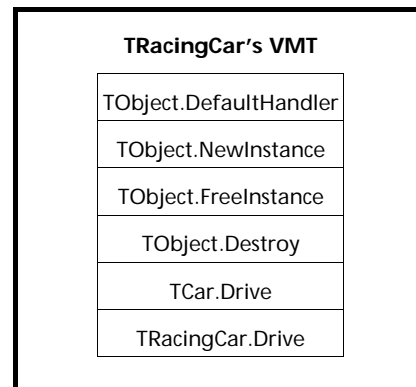 TRacingCar's VMT
TObject.DefaultHandler
TObject.NewInstance
TObject.FreeInstance
TObject.Destroy
TCar.Drive
TRacingCar.Drive